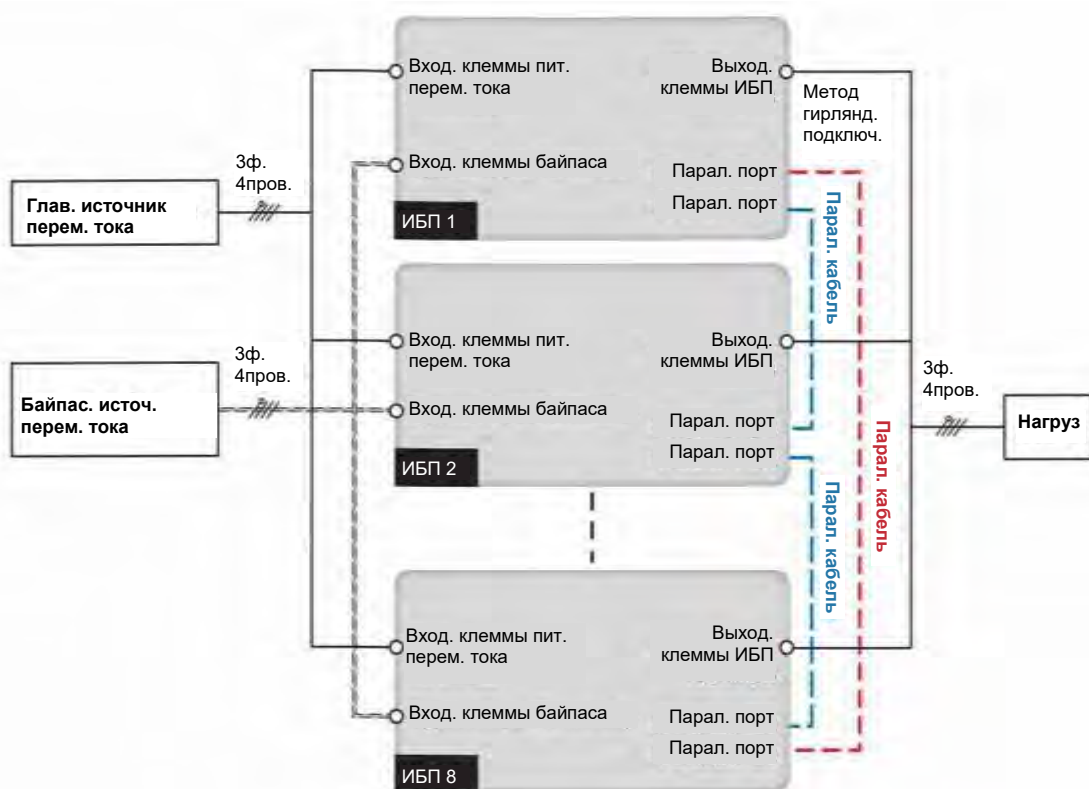 Вход. клеммы пит.
перем. тока
Выход.
клеммы ИБП
Метод
гирлянд.
подключ.
Вход. клеммы байпаса
Парал. порт
Парал. порт
ИБП 1
3ф.
4пров.
Глав. источник
перем. тока
Парал. кабель
Вход. клеммы пит.
перем. тока
Выход.
клеммы ИБП
3ф.
4пров.
Байпас. источ.
перем. тока
Вход. клеммы байпаса
Парал. порт
Парал. порт
ИБП 2
3ф.
4пров.
Нагруз
Парал. кабель
Парал. кабель
Вход. клеммы пит.
перем. тока
Выход.
клеммы ИБП
Вход. клеммы байпаса
Парал. порт
Парал. порт
ИБП 8